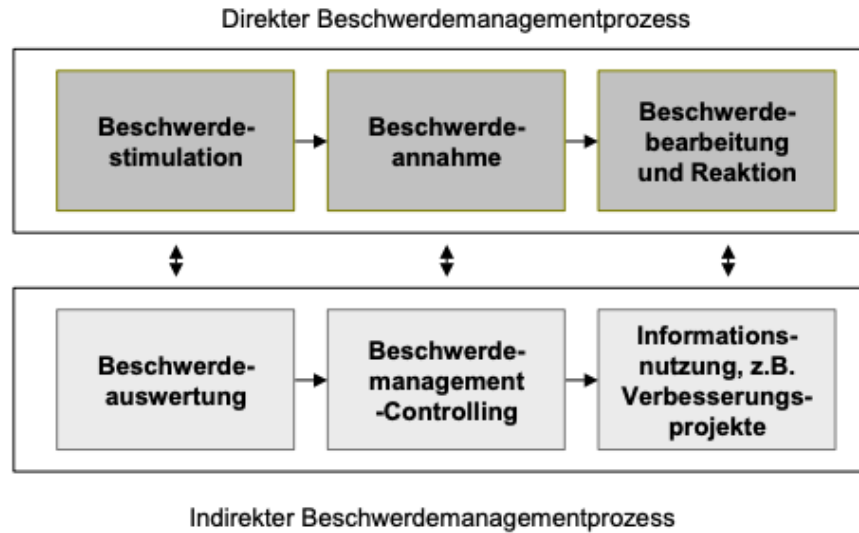 Direkter Beschwerdemanagementprozess
Beschwerde-
stimulation
Beschwerde-
annahme
Beschwerde-
bearbeitung
und Reaktion
Beschwerde-
auswertung
Beschwerde-
management
-Controlling
Informations-
nutzung, z.B.
Verbesserungs-
projekte
Indirekter Beschwerdemanagementprozess